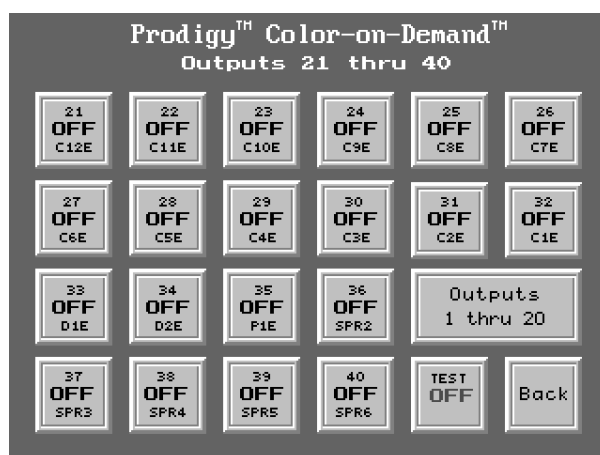 Prodigy™ Color-on-Demand™
Outputs 21 thru 40
21 22 23 24 25 26
OFF OFF OFF OFF OFF OFF
C12E C11E C10E C9E C8E C7E
27 28 29 30 31 32
OFF OFF OFF OFF OFF OFF
C6E C5E C4E C3E C2E C1E
33 34 35 36
OFF OFF OFF OFF
D1E D2E P1E SPR2
Outputs
1 thru 20
37 38 39 40 TEST
OFF OFF OFF OFF OFF
SPR3 SPR4 SPR5 SPR6
Back